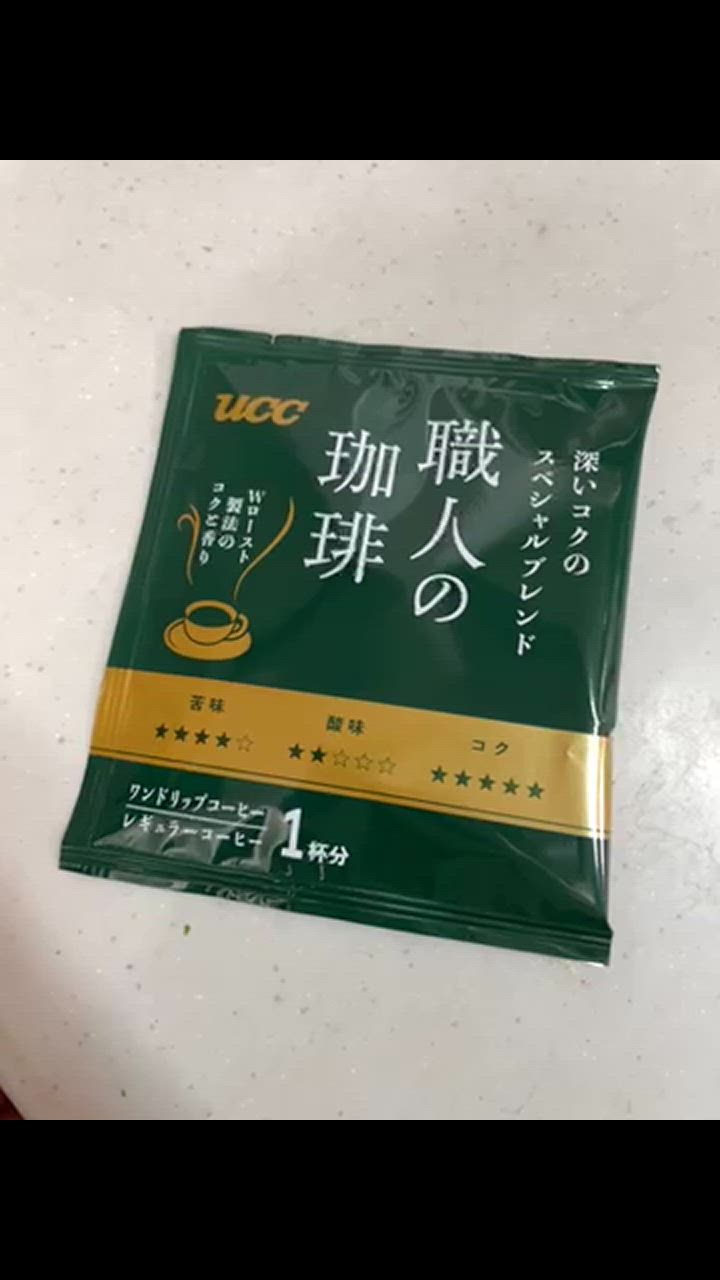 ucc
深いコクの
スペシャルブレンド
職人の
珈琲
Wロースト
製法の
コクと香り
苦味
★★★★☆
酸味
★★☆☆☆
コク
★★★★★
ワンドリップコーヒー
レギュラーコーヒー
1杯分